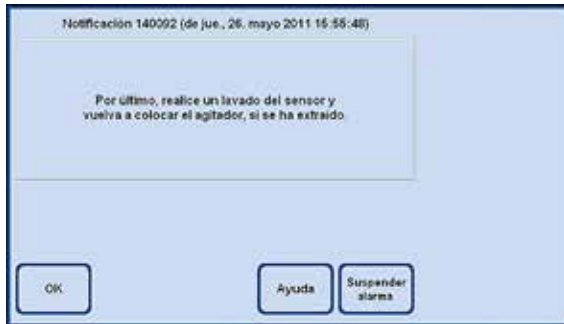 Notificación 140092 (de jue., 26. mayo 2011 15:55:48)
Por último, realice un lavado del sensor y
vuelva a colocar el agitador, si se ha extraído.
OK
Ayuda
Suspender
alarma